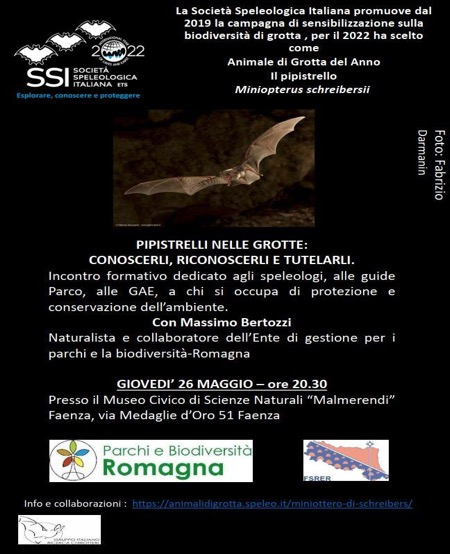 La Società Speleologica Italiana promuove dal
2019 la campagna di sensibilizzazione sulla
biodiversità di grotta , per il 2022 ha scelto
come
Animale di Grotta del Anno
Il pipistrello
Miniopterus schreibersii
2022
SSI SOCIETÀ
SPELEOLOGICA
ITALIANA ETS
Esplorare, conoscere e proteggere
Foto: Fabrizio
Darmanin
PIPISTRELLI NELLE GROTTE:
CONOSCERLI, RICONOSCERLI E TUTELARLI.
Incontro formativo dedicato agli speleologi, alle guide
Parco, alle GAE, a chi si occupa di protezione e
conservazione dell’ambiente.
Con Massimo Bertozzi
Naturalista e collaboratore dell’Ente di gestione per i
parchi e la biodiversità-Romagna
GIOVEDI’ 26 MAGGIO – ore 20.30
Presso il Museo Civico di Scienze Naturali “Malmerendi”
Faenza, via Medaglie d’Oro 51 Faenza
Parchi e Biodiversità
Romagna
FSRER
Info e collaborazioni : https://animalidigrotta.speleo.it/miniottero-di-schreibers/
GRUPPO ITALIANO
RICERCA CHIROTTERI